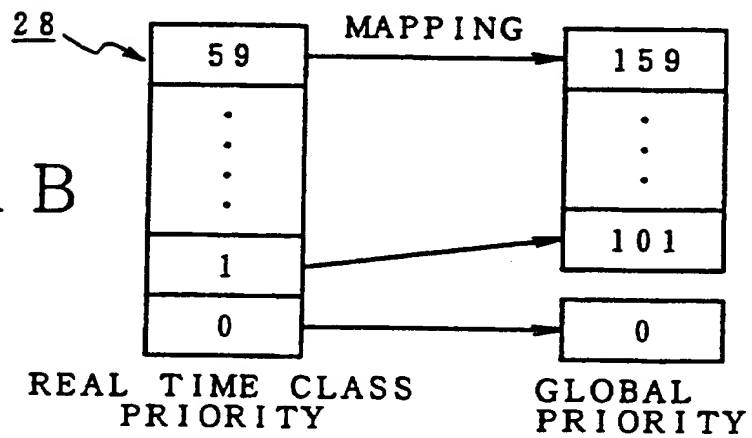 28
MAPPING
59
159
B
1
101
0
0
REAL TIME CLASS
PRIORITY
GLOBAL
PRIORITY